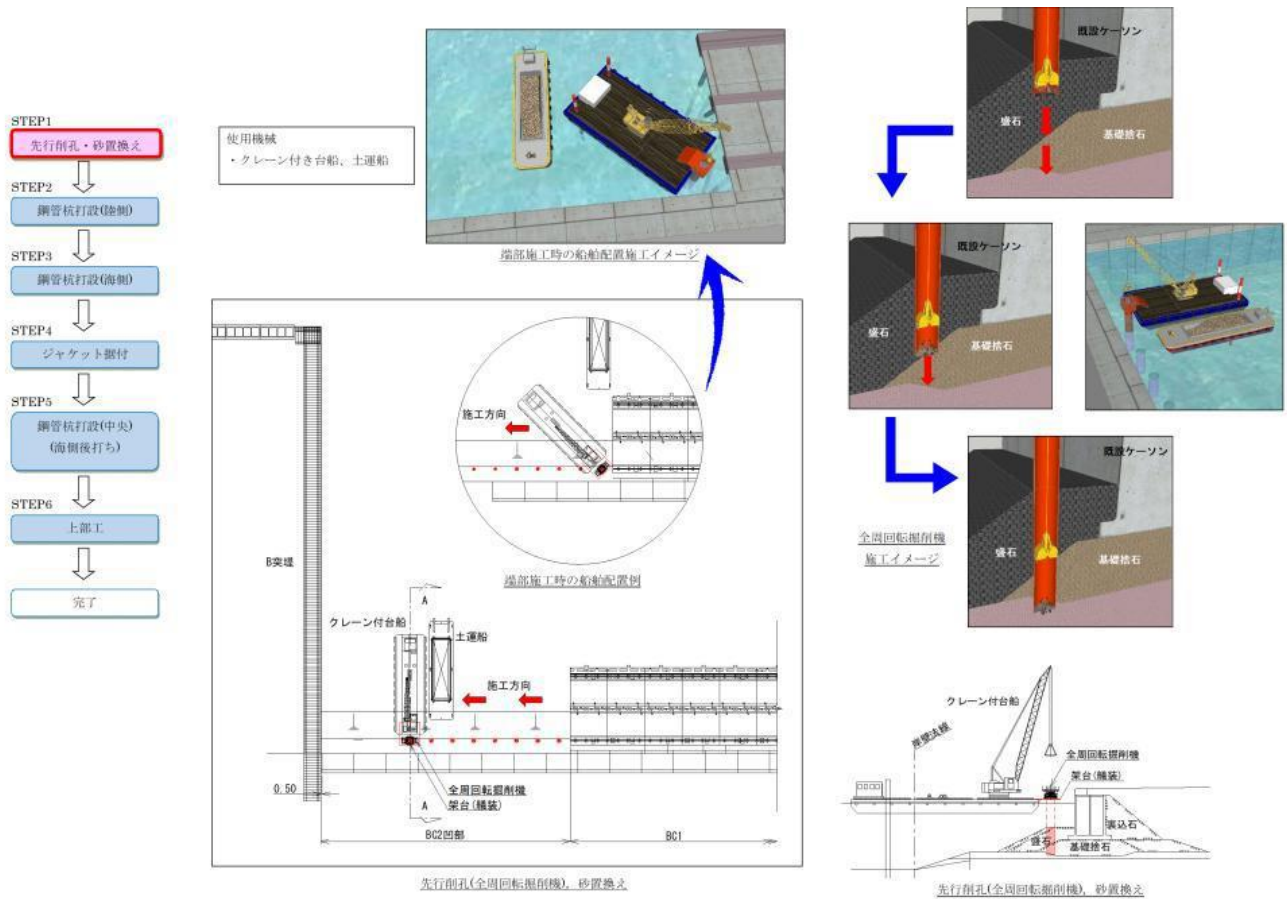 STEP1
先行削孔・砂置換え
STEP2
鋼管杭打設(陸側)
STEP3
鋼管杭打設(海側)
STEP4
ジャケット据付
STEP5
鋼管杭打設(中央)
(海側後打ち)
STEP6
上部工
完了
使用機械
・クレーン付き台船、土運船
端部施工時の船舶配置施工イメージ
施工方向
端部施工時の船舶配置例
B突堤
A
クレーン付台船
土運船
施工方向
0.50
全周回転掘削機
架台(艤装)
A
BC2凹部
BC1
先行削孔(全周回転掘削機), 砂置換え
既設ケーソン
盛石
基礎捨石
既設ケーソン
盛石
基礎捨石
既設ケーソン
盛石
基礎捨石
全周回転掘削機
施工イメージ
クレーン付台船
岸壁法線
全周回転掘削機
架台(艤装)
裏込石
盛石
基礎捨石
先行削孔(全周回転掘削機), 砂置換え